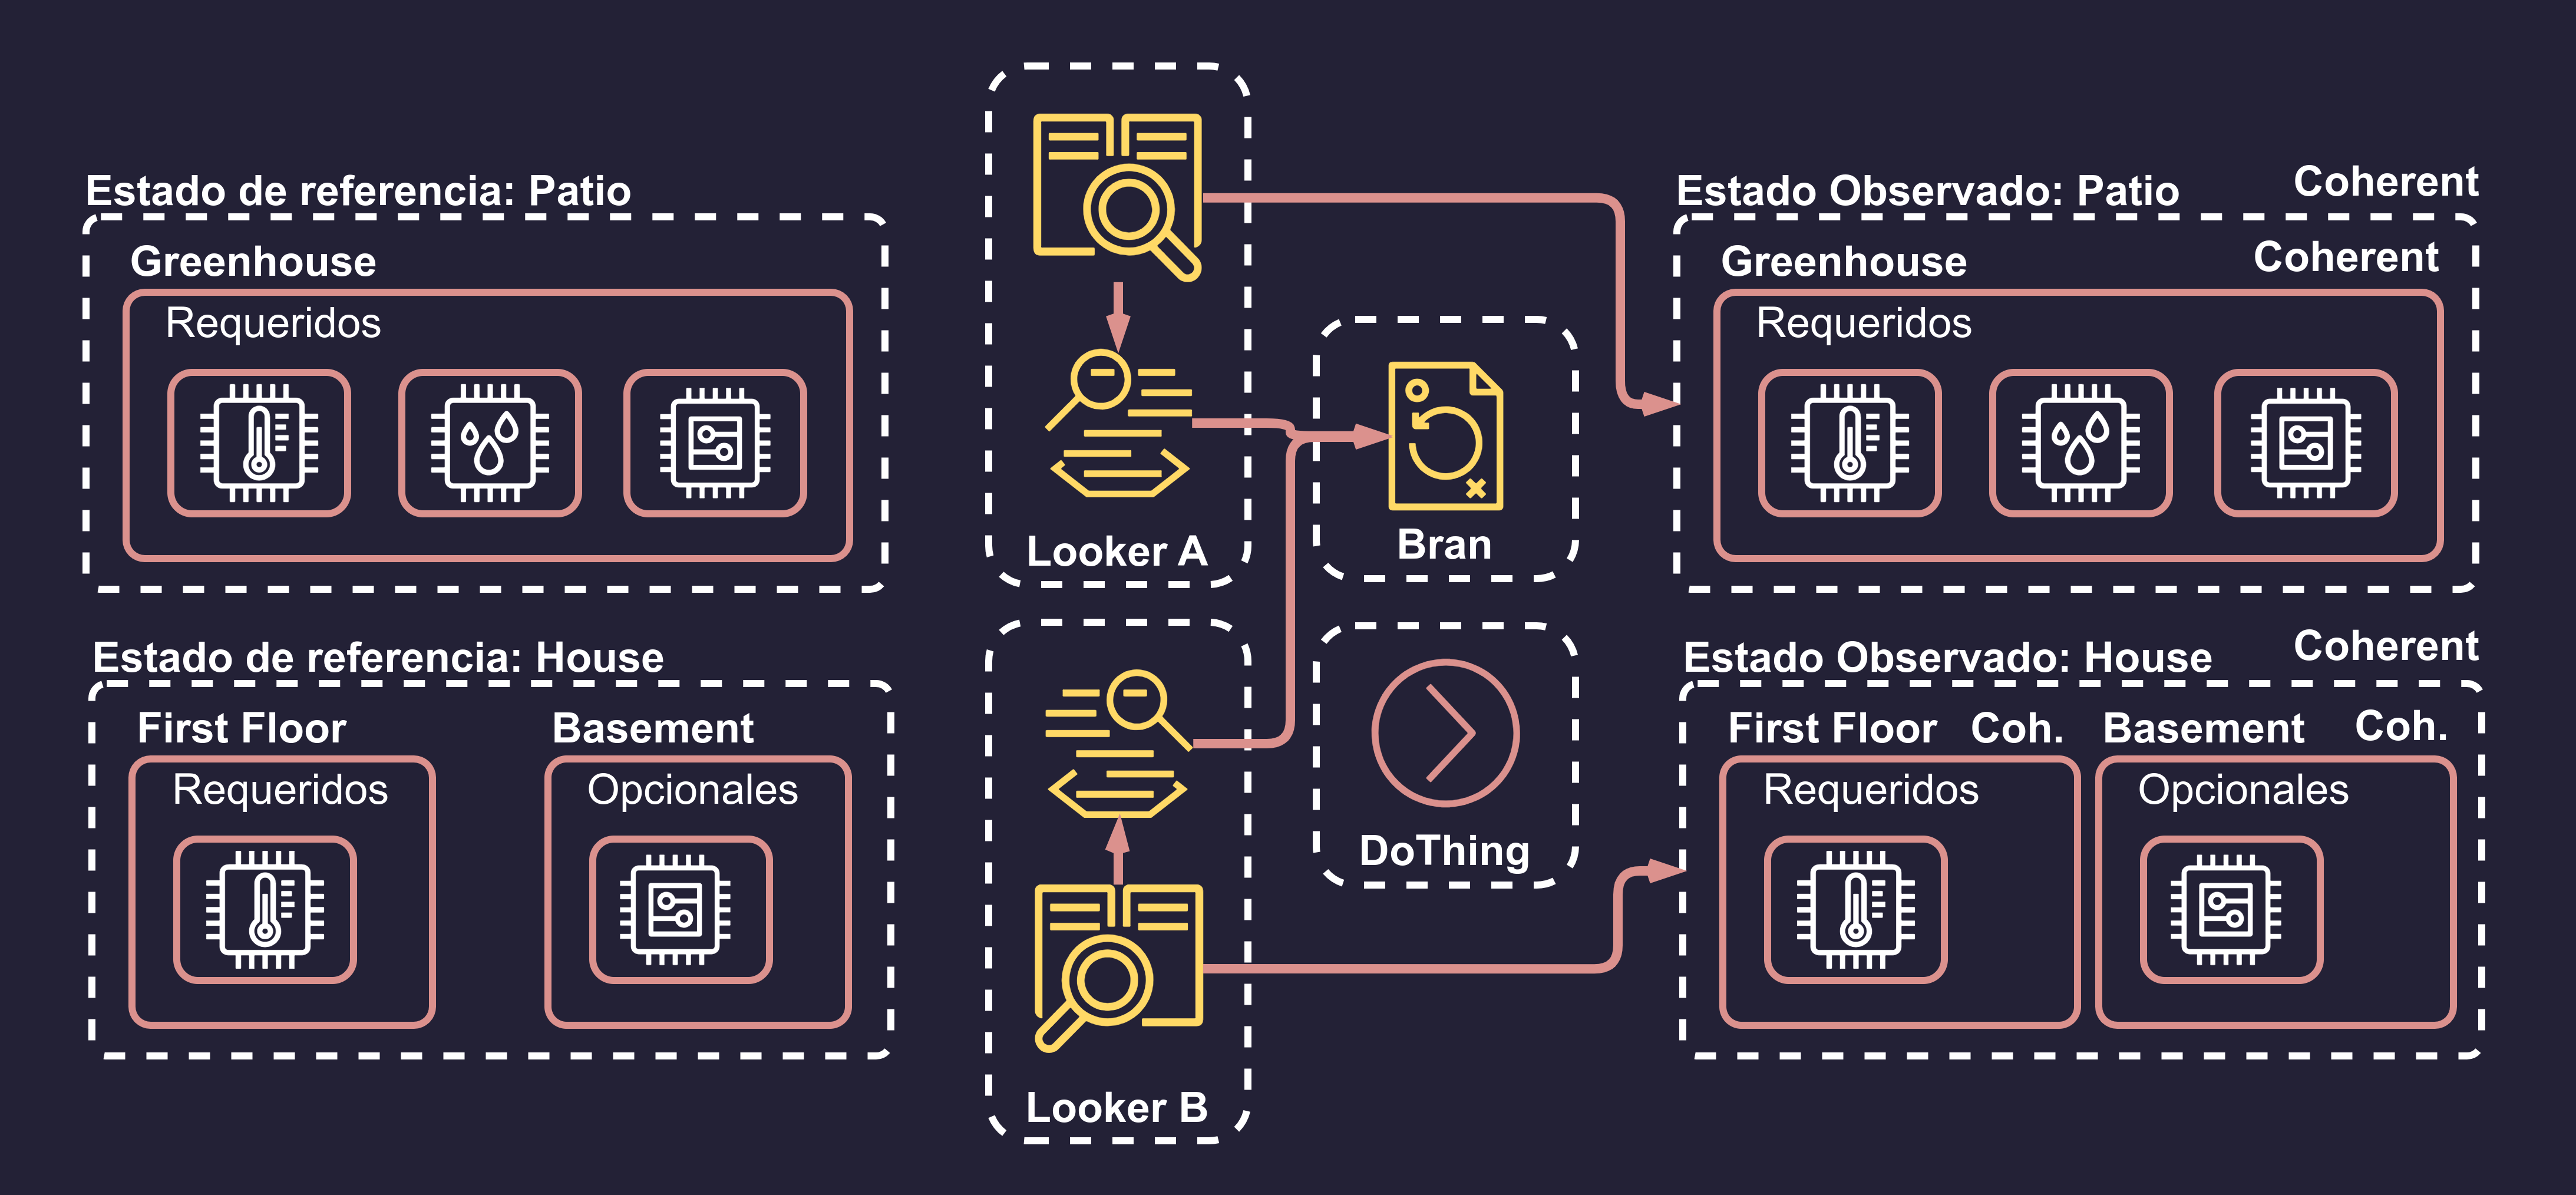 Estado de referencia: Patio
Greenhouse
Requeridos
Estado de referencia: House
First Floor
Requeridos
Basement
Opcionales
Looker A
Looker B
Bran
DoThing
Estado Observado: Patio
Coherent
Greenhouse
Coherent
Requeridos
Estado Observado: House
Coherent
First Floor
Coh.
Requeridos
Basement
Coh.
Opcionales